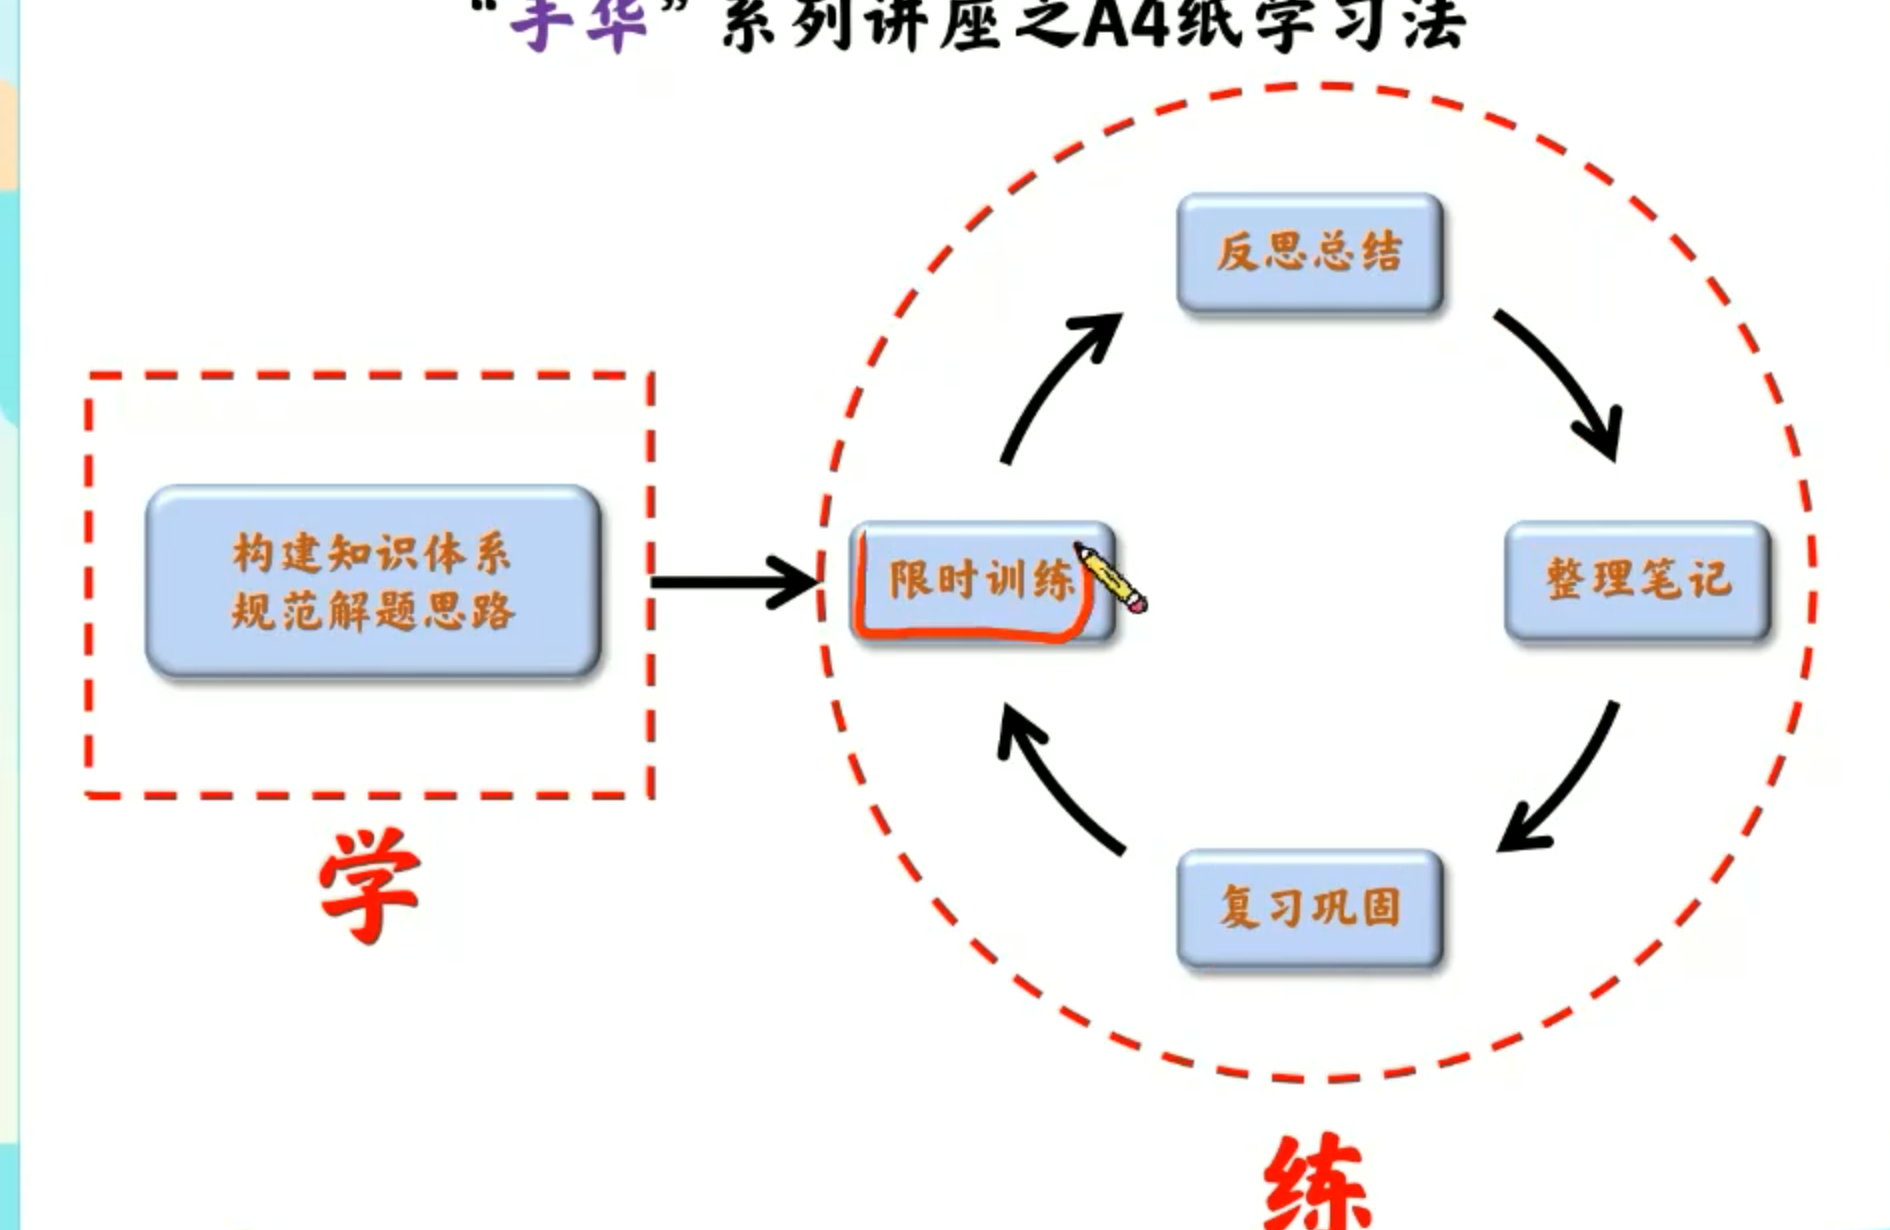 “手华”系列讲座之A4纸学习法
反思总结
构建知识体系
规范解题思路
限时训练
整理笔记
学
复习巩固
练